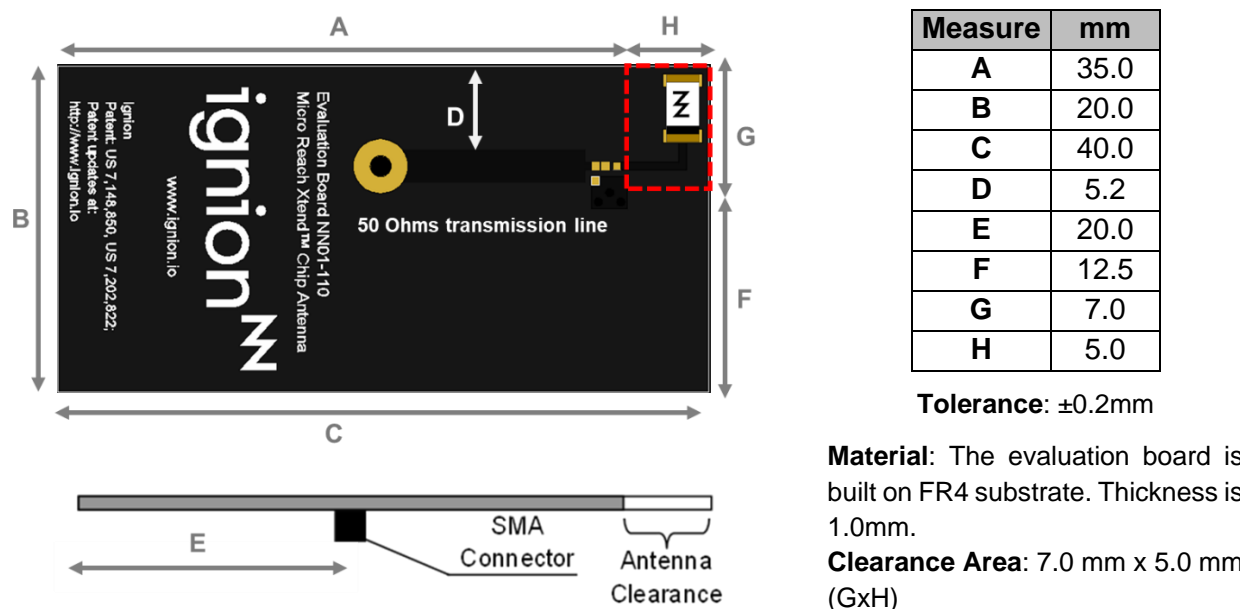 A
H
D
G
B
F
C
Ignion
Patent: US 7,148,850, US 7,202,822;
Patent updates at:
http://www.ignion.io
www.ignion.io
ignion
Evaluation Board NN01-110
Micro Reach Xtend™ Chip Antenna
50 Ohms transmission line
E
SMA
Connector
Antenna
Clearance
Measure mm
A 35.0
B 20.0
C 40.0
D 5.2
E 20.0
F 12.5
G 7.0
H 5.0
Tolerance: ±0.2mm
Material: The evaluation board is
built on FR4 substrate. Thickness is
1.0mm.
Clearance Area: 7.0 mm x 5.0 mm
(GxH)